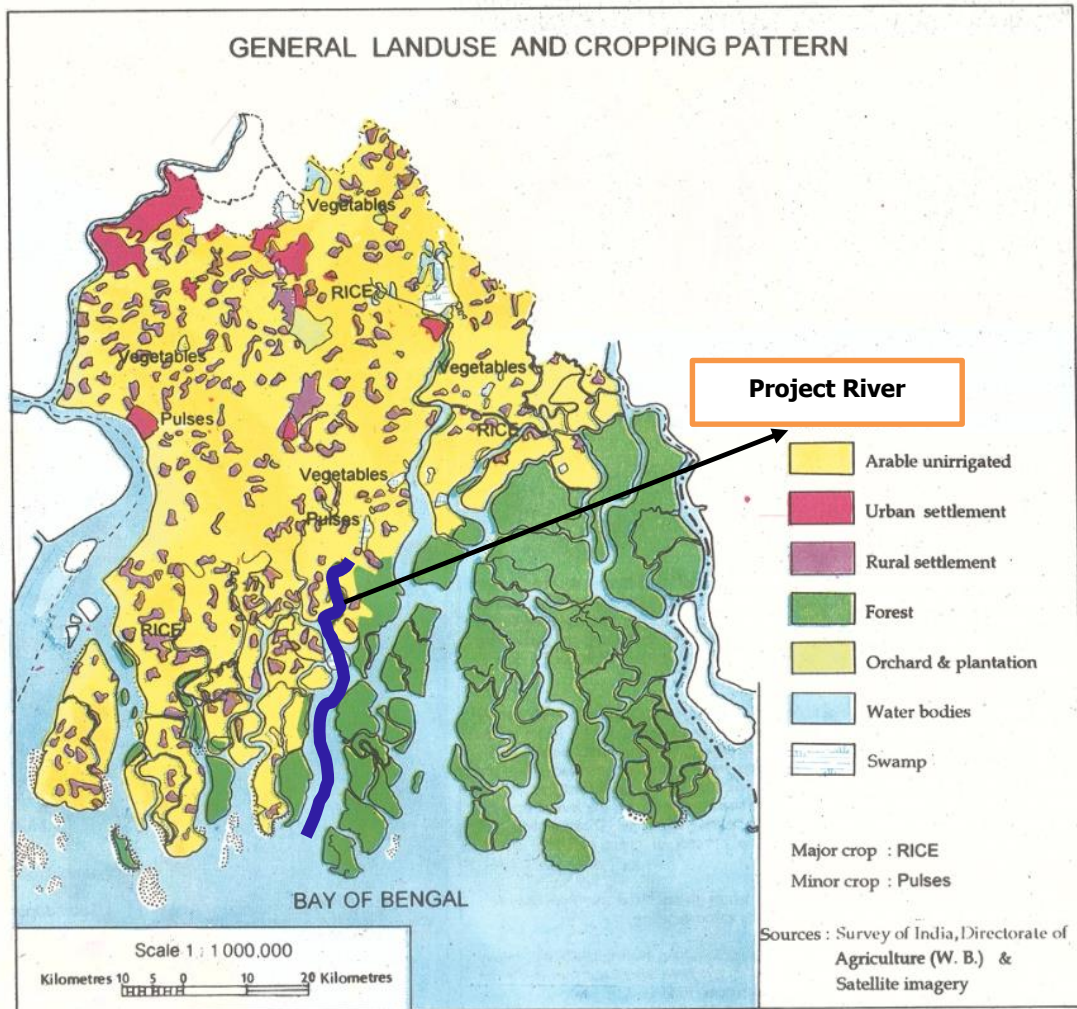 GENERAL LANDUSE AND CROPPING PATTERN
Vegetables
RICE
Vegetables
Vegetables
Pulses
RICE
Vegetables
Pulses
RICE
Project River
Arable unirrigated
Urban settlement
Rural settlement
Forest
Orchard & plantation
Water bodies
Swamp
Major crop : RICE
Minor crop : Pulses
BAY OF BENGAL
Sources : Survey of India, Directorate of
Agriculture (W. B.) &
Satellite imagery
Scale 1 : 1 000.000
Kilometres 10 5 0 10 20 Kilometres